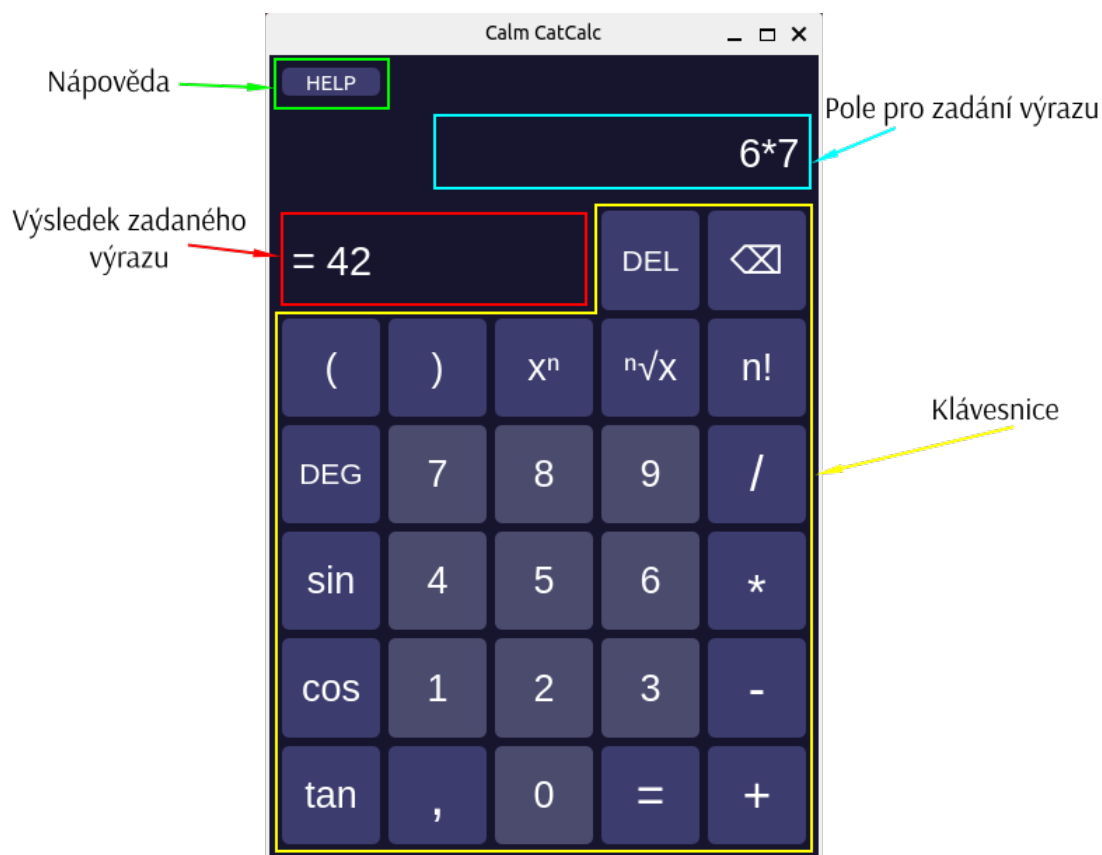 Calm CatCalc
Nápověda
HELP
Pole pro zadání výrazu
6*7
Výsledek zadaného
výrazu
= 42
DEL ⌫
( ) xⁿ ⁿ√x n!
Klávesnice
DEG 7 8 9 /
sin 4 5 6 *
cos 1 2 3 -
tan , 0 = +